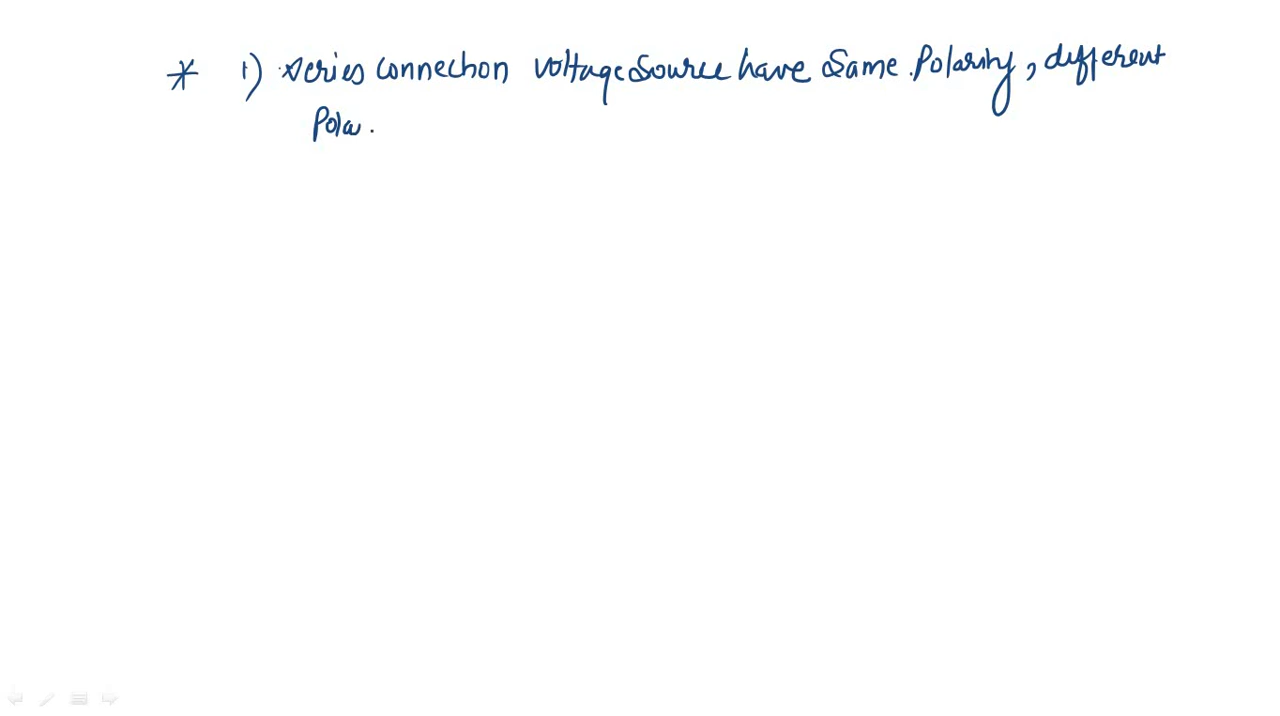 * 1) series connection voltage source have same polarity, different
Pola.